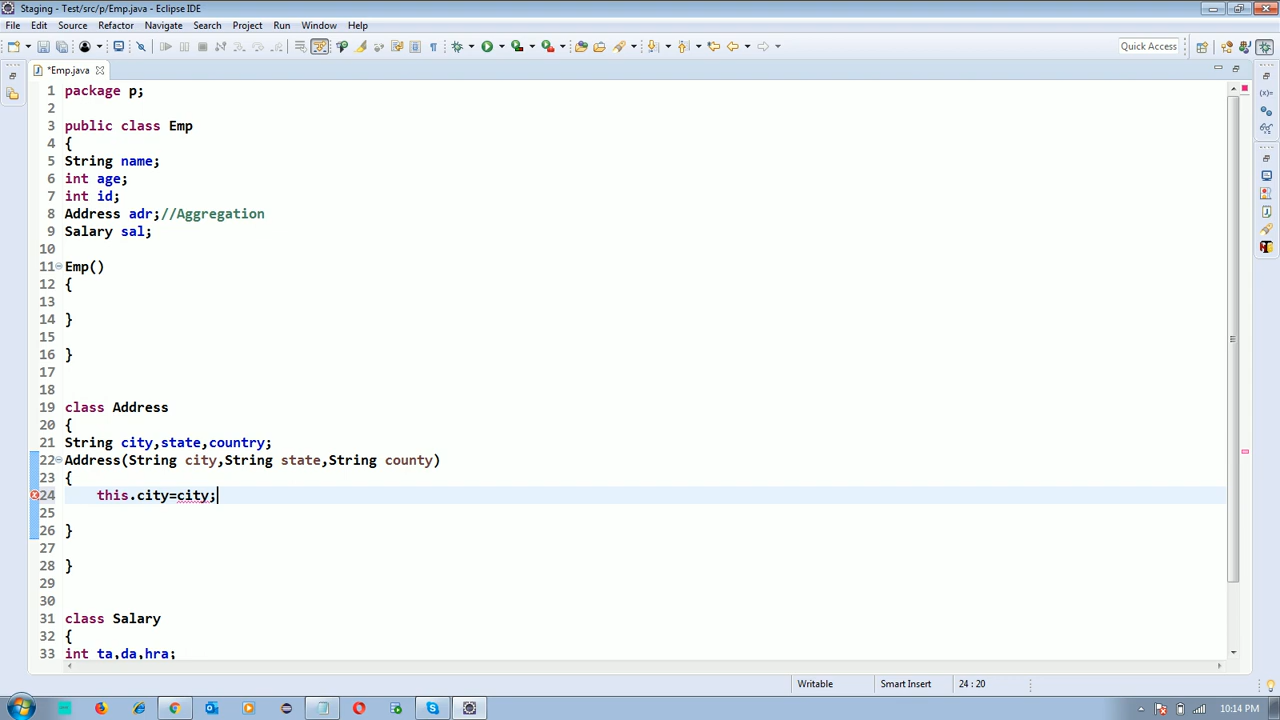 Staging - Test/src/p/Emp.java - Eclipse IDE
File Edit Source Refactor Navigate Search Project Run Window Help
Quick Access
*Emp.java
1 package p;
2
3 public class Emp
4 {
5 String name;
6 int age;
7 int id;
8 Address adr;//Aggregation
9 Salary sal;
10
11 Emp()
12 {
13
14 }
15
16 }
17
18
19 class Address
20 {
21 String city,state,country;
22 Address(String city,String state,String county)
23 {
24 this.city=city;
25
26 }
27
28 }
29
30
31 class Salary
32 {
33 int ta,da,hra;
Writable Smart Insert 24 : 20
10:14 PM